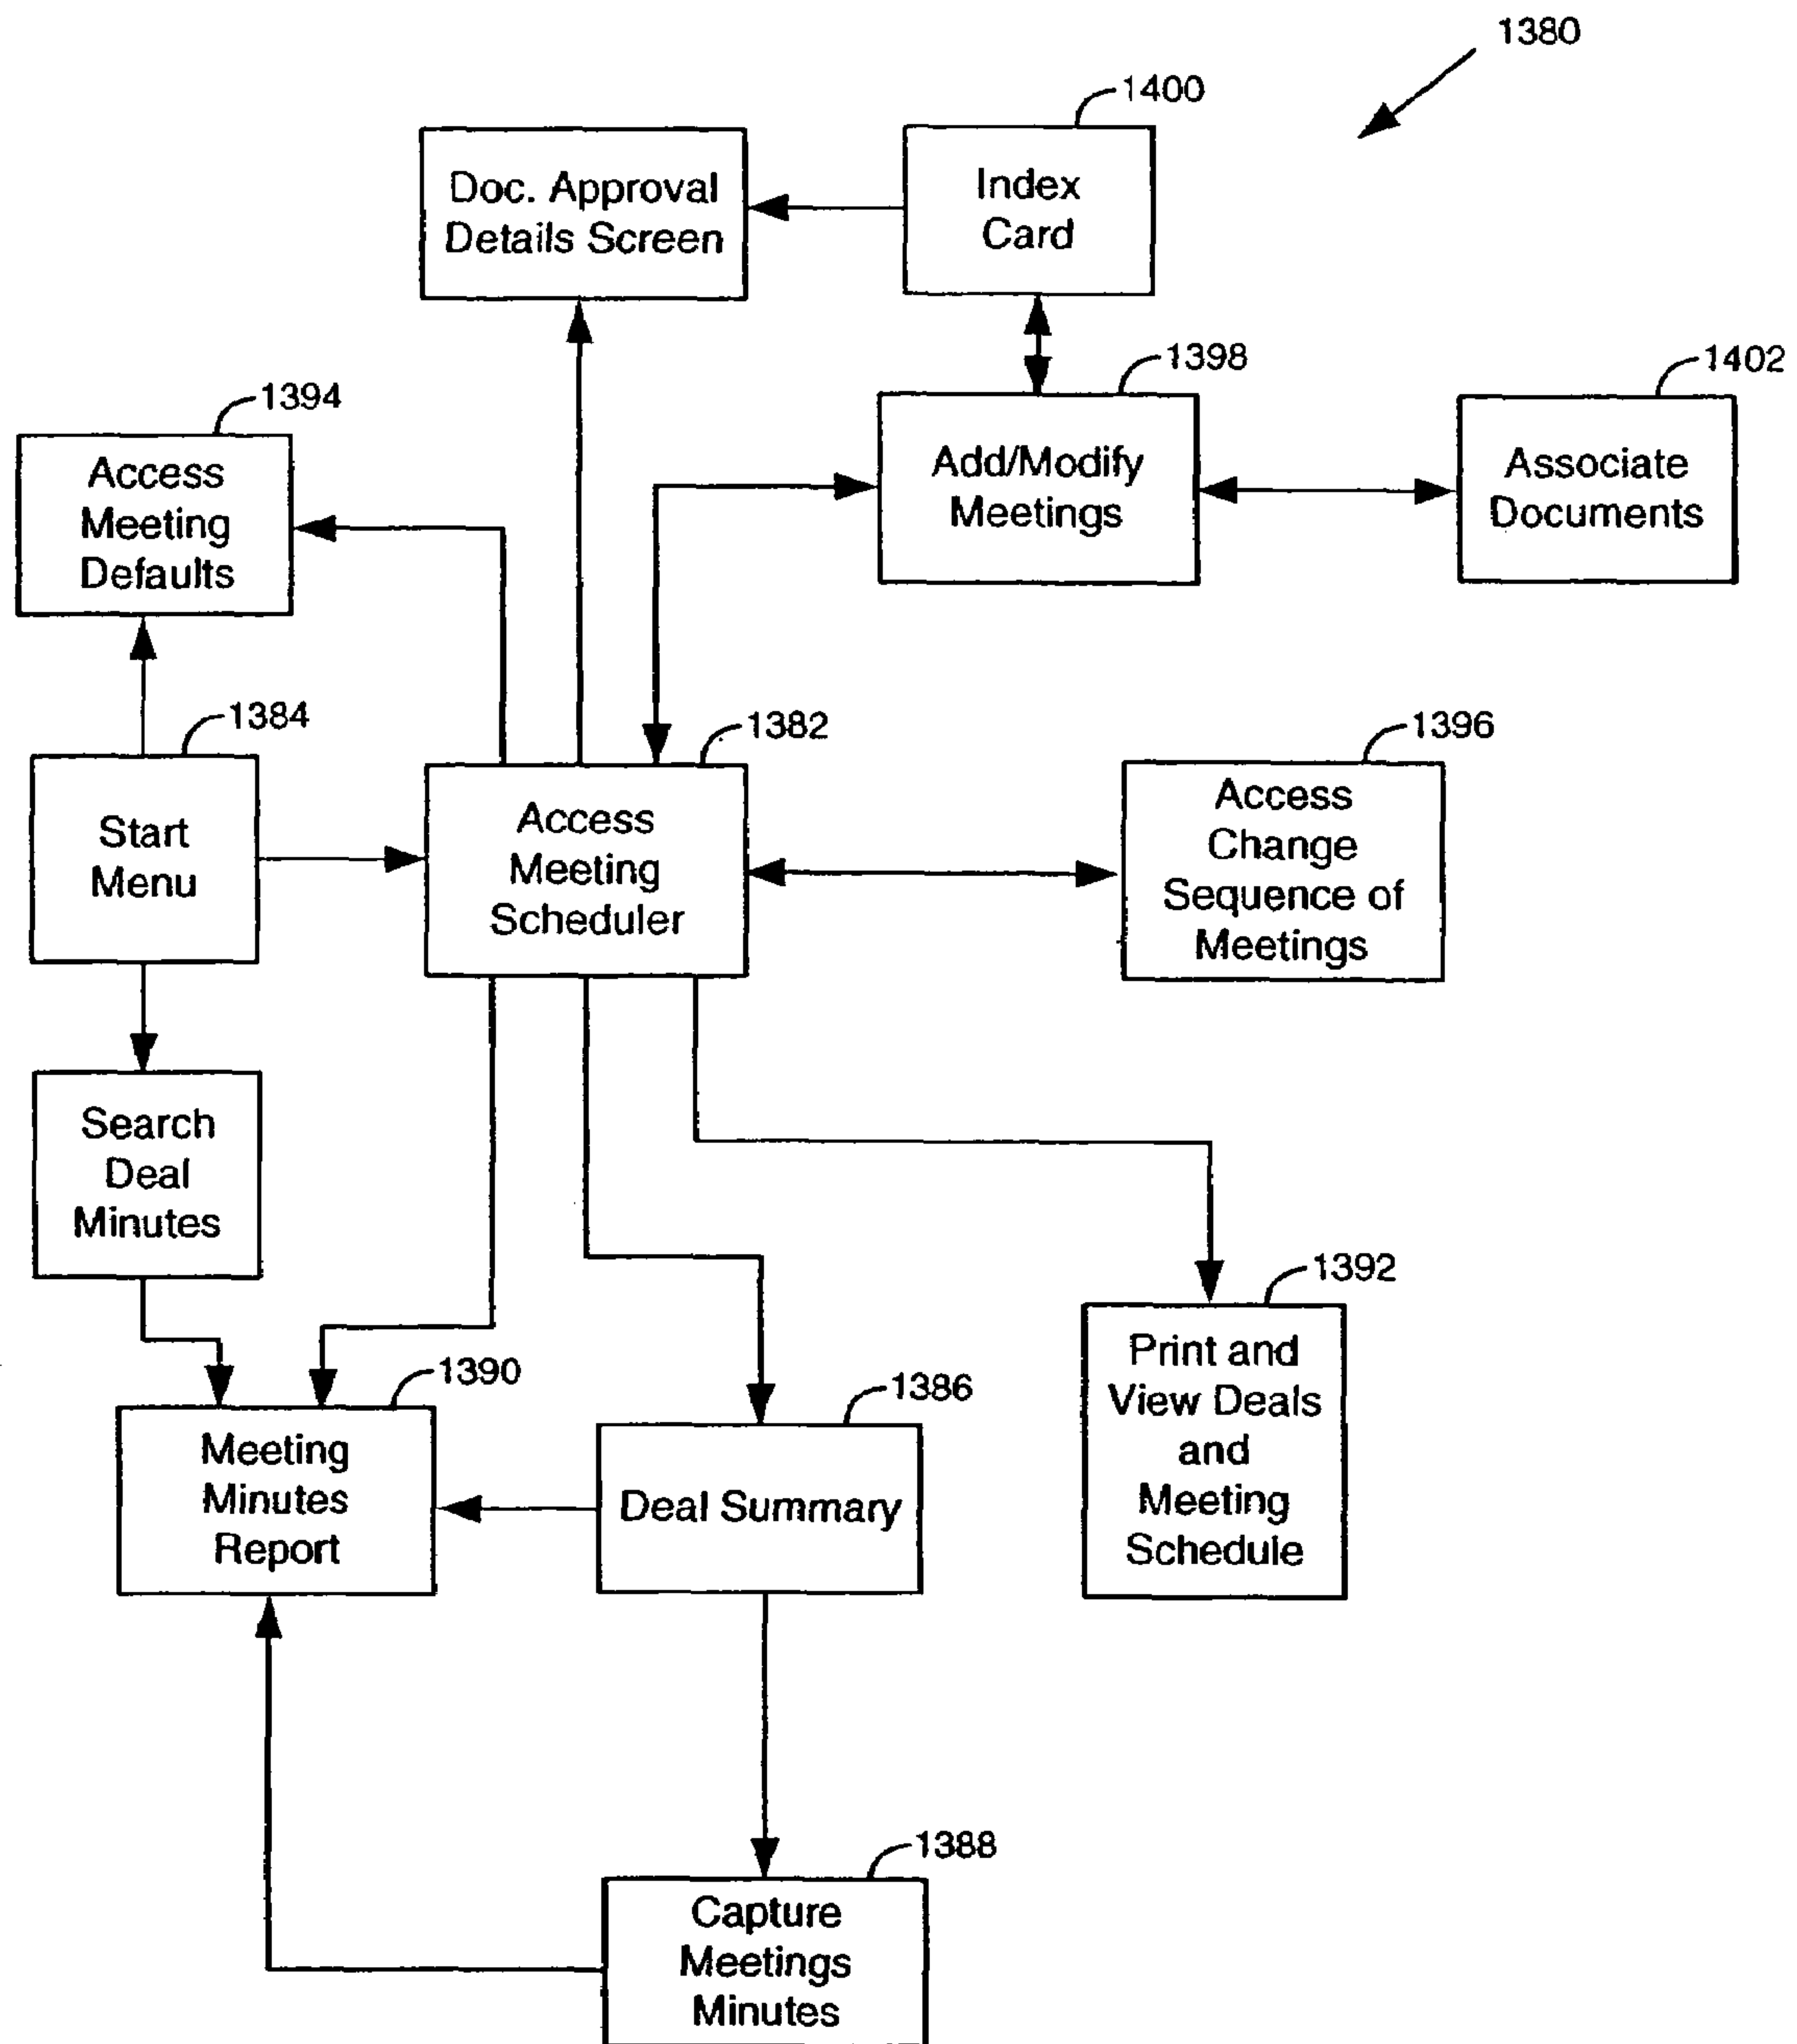 1380
1400
Doc. Approval
Details Screen
Index
Card
1398
1402
1394
Access
Meeting
Defaults
Add/Modify
Meetings
Associate
Documents
1384
1382
1396
Start
Menu
Access
Meeting
Scheduler
Access
Change
Sequence of
Meetings
Search
Deal
Minutes
1392
1390
1386
Meeting
Minutes
Report
Deal Summary
Print and
View Deals
and
Meeting
Schedule
1388
Capture
Meetings
Minutes